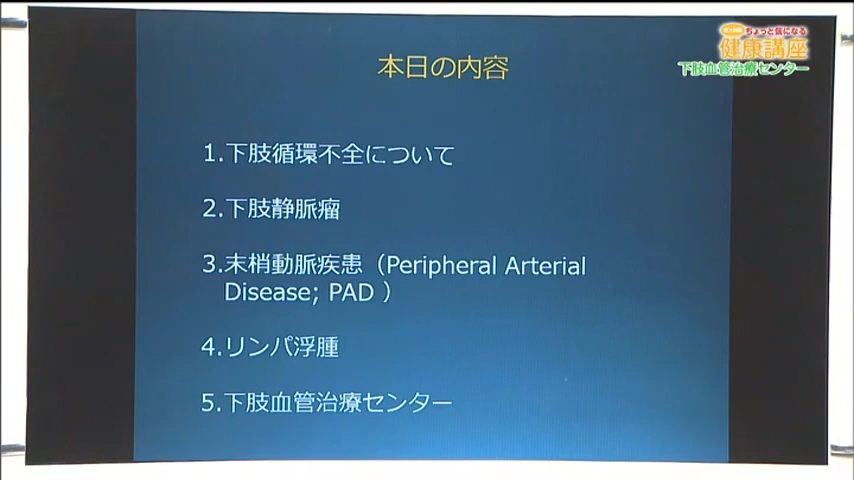 ちょっと気になる
健康講座
下肢血管治療センター
本日の内容
1.下肢循環不全について
2.下肢静脈瘤
3.末梢動脈疾患（Peripheral Arterial
Disease; PAD ）
4.リンパ浮腫
5.下肢血管治療センター